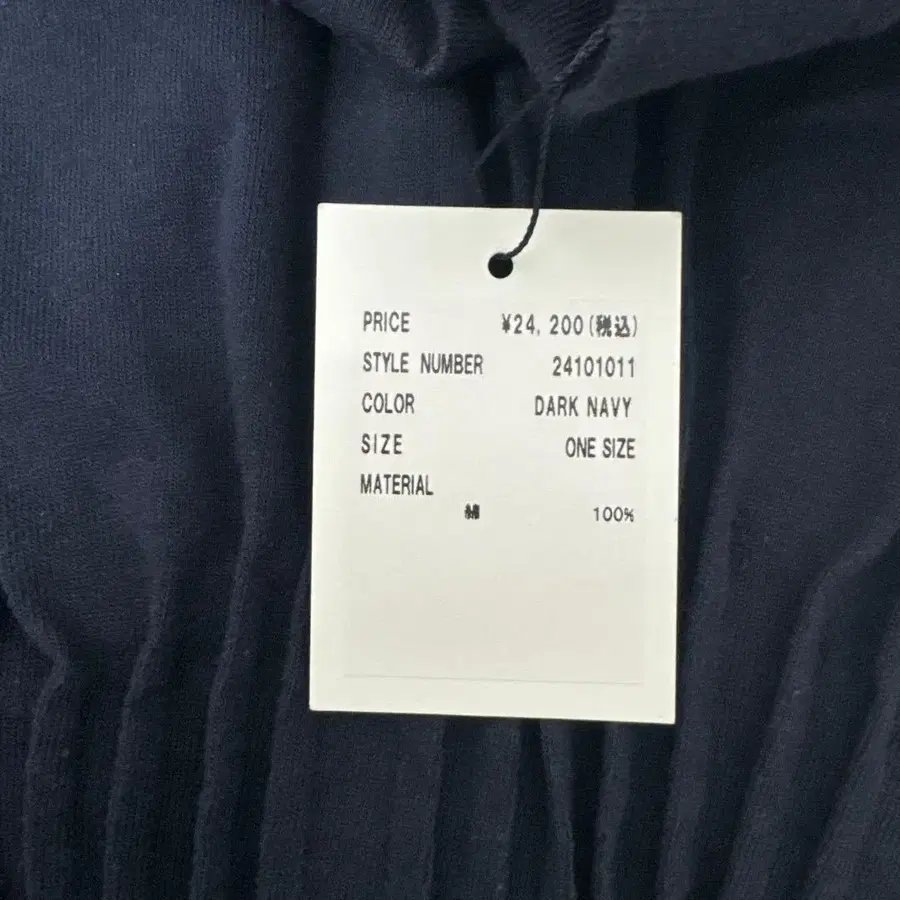 PRICE ¥24,200(税込)
STYLE NUMBER 24101011
COLOR DARK NAVY
SIZE ONE SIZE
MATERIAL
綿 100%